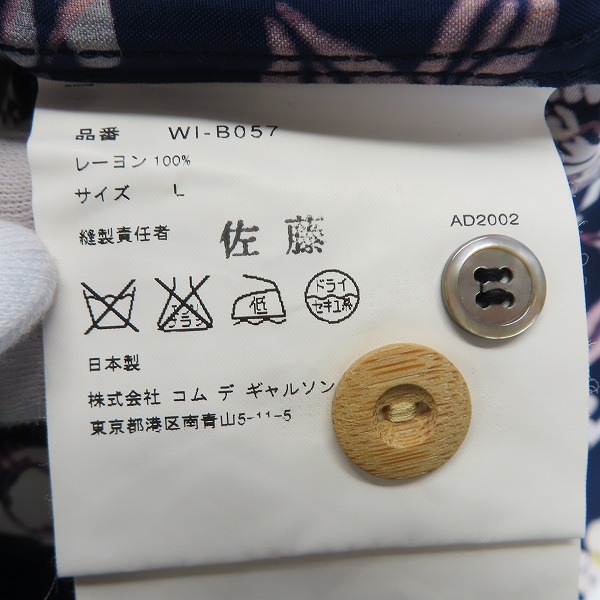 品番 WI-B057
レーヨン 100%
サイズ L
縫製責任者 佐藤
AD2002
低
ドライ
セキユ系
日本製
株式会社 コム デ ギャルソン
東京都港区南青山5-11-5